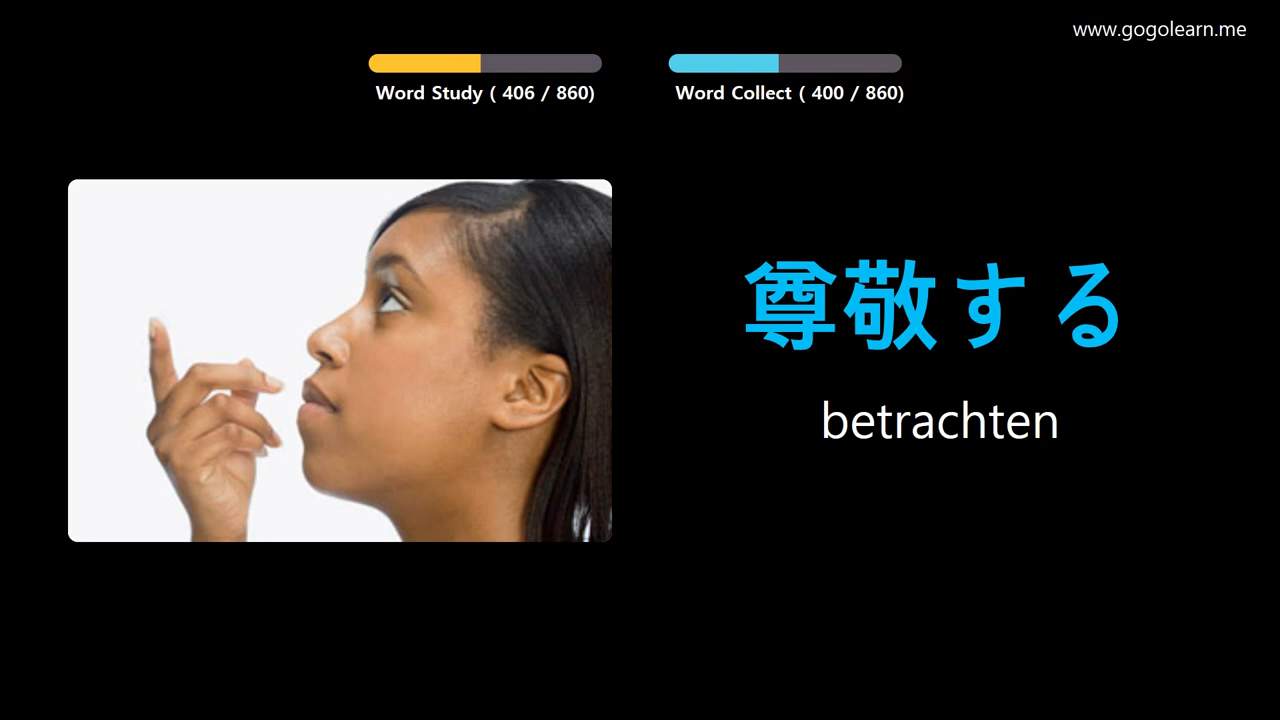 www.gogolearn.me
Word Study ( 406 / 860)
Word Collect ( 400 / 860)
尊敬する
betrachten